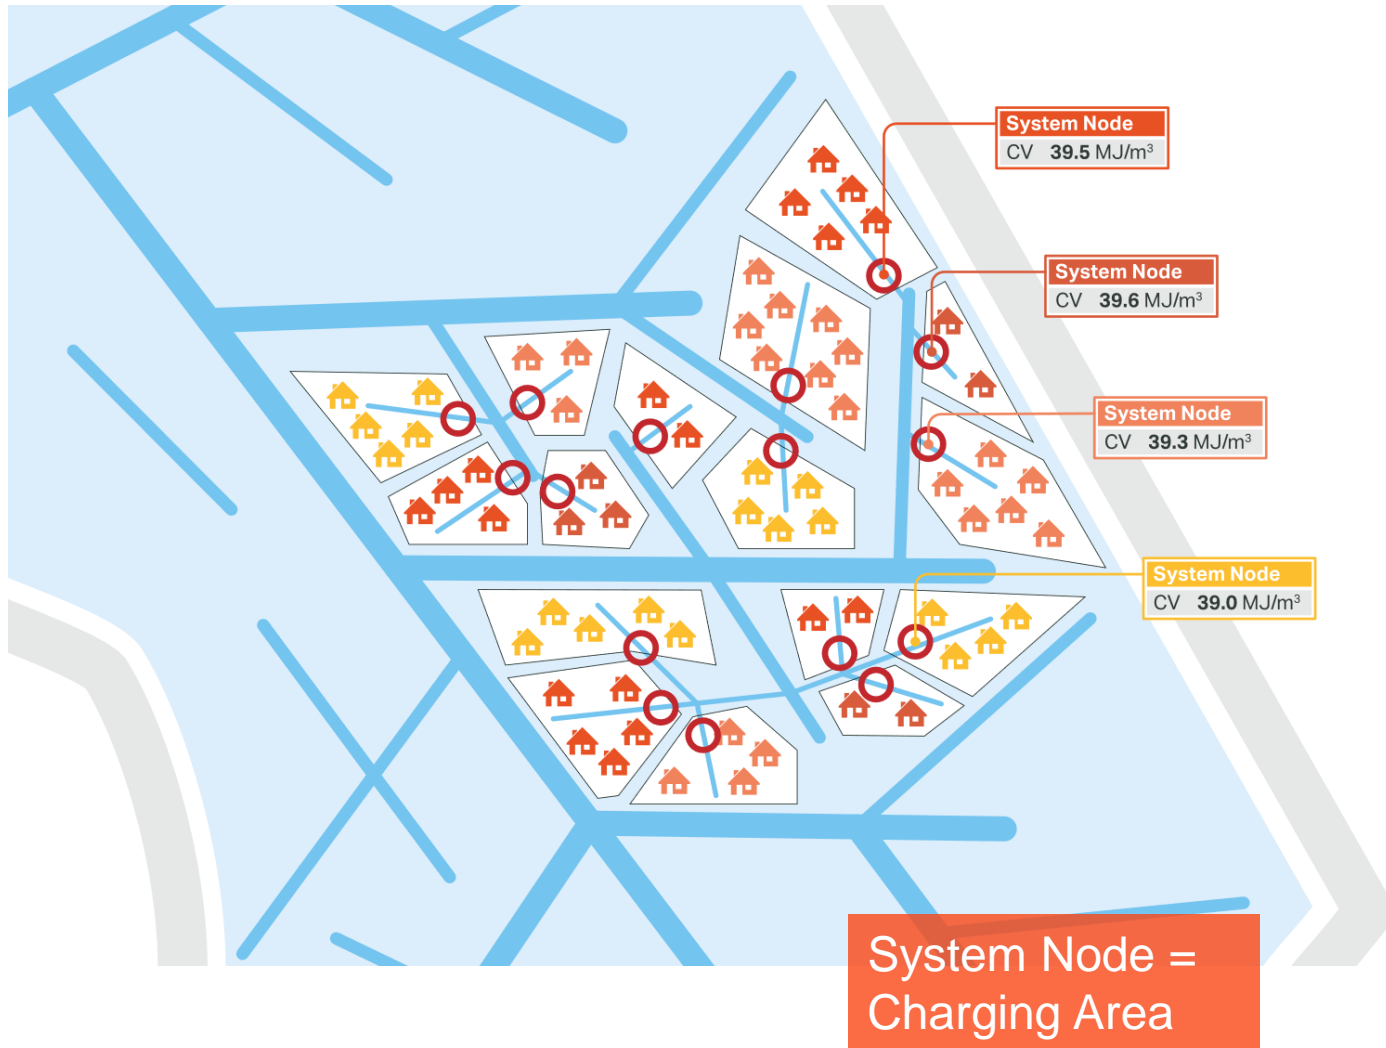 System Node
CV 39.5 MJ/m³
System Node
CV 39.6 MJ/m³
System Node
CV 39.3 MJ/m³
System Node
CV 39.0 MJ/m³
System Node =
Charging Area